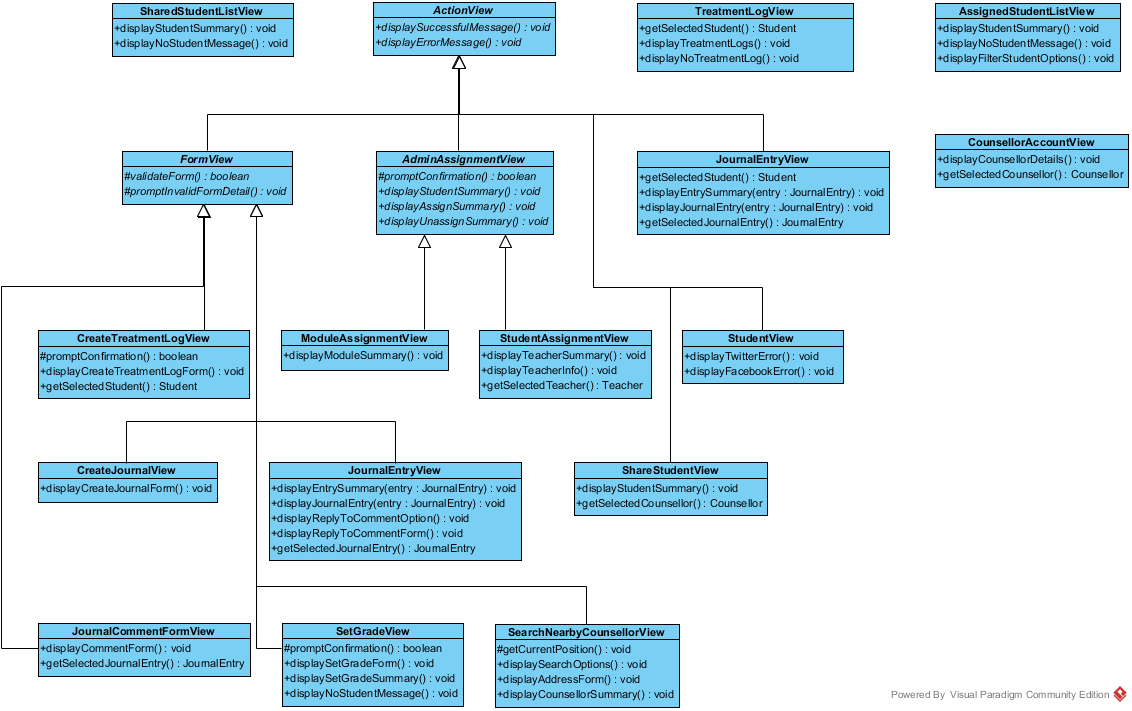 SharedStudentListView
+displayStudentSummary() : void
+displayNoStudentMessage() : void
ActionView
+displaySuccessfulMessage() : void
+displayErrorMessage() : void
TreatmentLogView
+getSelectedStudent() : Student
+displayTreatmentLogs() : void
+displayNoTreatmentLog() : void
AssignedStudentListView
+displayStudentSummary() : void
+displayNoStudentMessage() : void
+displayFilterStudentOptions() : void
CounsellorAccountView
+displayCounsellorDetails() : void
+getSelectedCounsellor() : Counsellor
FormView
#validateForm() : boolean
#promptInvalidFormDetail() : void
AdminAssignmentView
#promptConfirmation() : boolean
+displayStudentSummary() : void
+displayAssignSummary() : void
+displayUnassignSummary() : void
JournalEntryView
+getSelectedStudent() : Student
+displayEntrySummary(entry : JournalEntry) : void
+displayJournalEntry(entry : JournalEntry) : void
+getSelectedJournalEntry() : JournalEntry
CreateTreatmentLogView
#promptConfirmation() : boolean
+displayCreateTreatmentLogForm() : void
+getSelectedStudent() : Student
ModuleAssignmentView
+displayModuleSummary() : void
StudentAssignmentView
+displayTeacherSummary() : void
+displayTeacherInfo() : void
+getSelectedTeacher() : Teacher
StudentView
+displayTwitterError() : void
+displayFacebookError() : void
CreateJournalView
+displayCreateJournalForm() : void
JournalEntryView
+displayEntrySummary(entry : JournalEntry) : void
+displayJournalEntry(entry : JournalEntry) : void
+displayReplyToCommentOption() : void
+displayReplyToCommentForm() : void
+getSelectedJournalEntry() : JournalEntry
ShareStudentView
+displayStudentSummary() : void
+getSelectedCounsellor() : Counsellor
JournalCommentFormView
+displayCommentForm() : void
+getSelectedJournalEntry() : JournalEntry
SetGradeView
#promptConfirmation() : boolean
+displaySetGradeForm() : void
+displaySetGradeSummary() : void
+displayNoStudentMessage() : void
SearchNearbyCounsellorView
#getCurrentPosition() : void
+displaySearchOptions() : void
+displayAddressForm() : void
+displayCounsellorSummary() : void
Powered By Visual Paradigm Community Edition